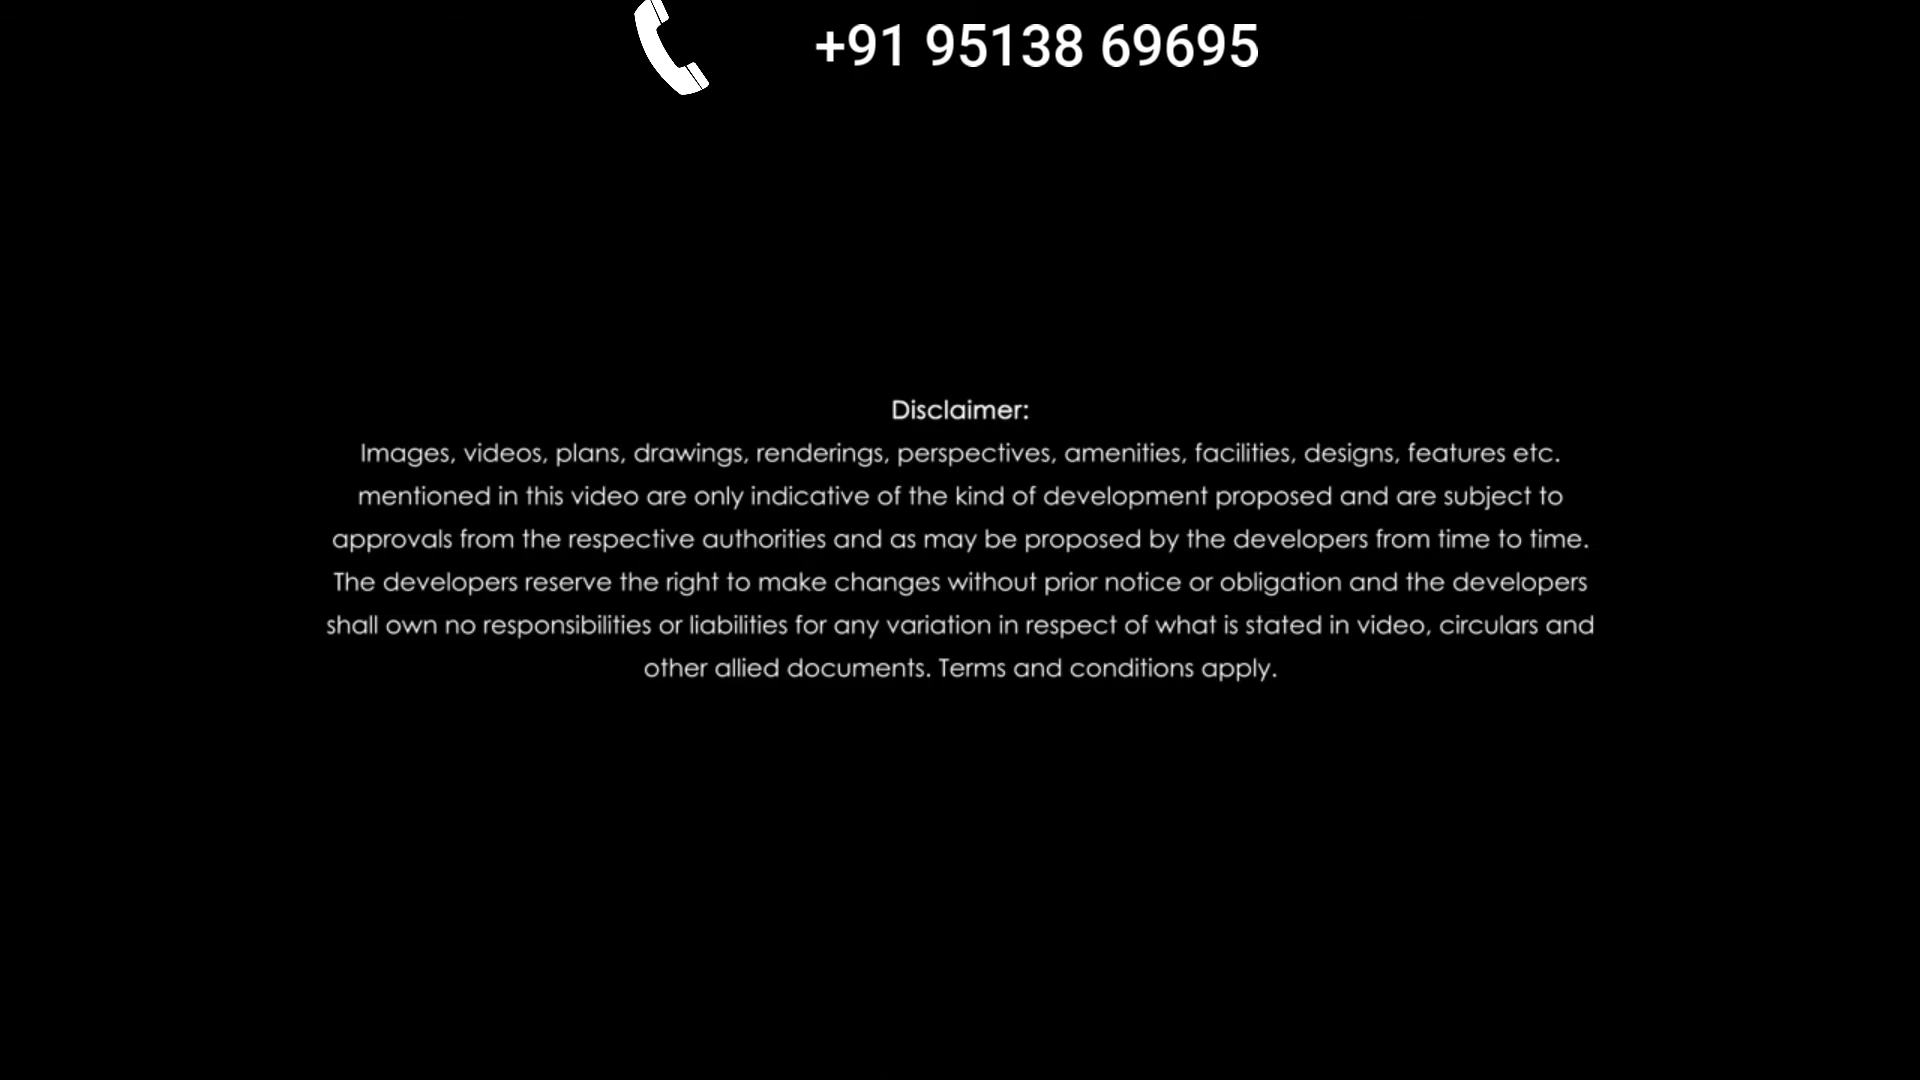 +91 95138 69695
Disclaimer:
Images, videos, plans, drawings, renderings, perspectives, amenities, facilities, designs, features etc.
mentioned in this video are only indicative of the kind of development proposed and are subject to
approvals from the respective authorities and as may be proposed by the developers from time to time.
The developers reserve the right to make changes without prior notice or obligation and the developers
shall own no responsibilities or liabilities for any variation in respect of what is stated in video, circulars and
other allied documents. Terms and conditions apply.